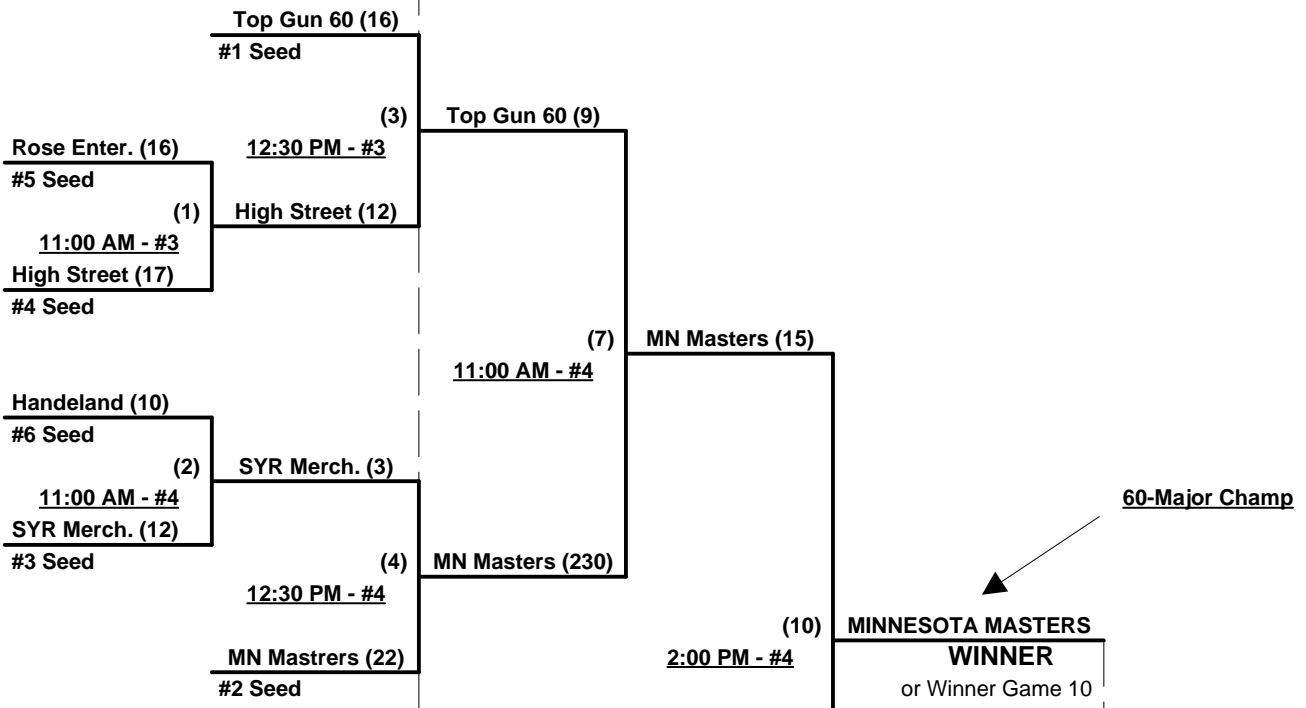 Top Gun 60 (16)
#1 Seed
(3)
Top Gun 60 (9)
12:30 PM - #3
Rose Enter. (16)
#5 Seed
(1)
High Street (12)
11:00 AM - #3
High Street (17)
#4 Seed
(7)
MN Masters (15)
11:00 AM - #4
Handeland (10)
#6 Seed
(2)
SYR Merch. (3)
11:00 AM - #4
SYR Merch. (12)
#3 Seed
60-Major Champ
(4)
MN Masters (230)
12:30 PM - #4
(10)
MINNESOTA MASTERS
2:00 PM - #4
WINNER
or Winner Game 10
MN Mastrers (22)
#2 Seed